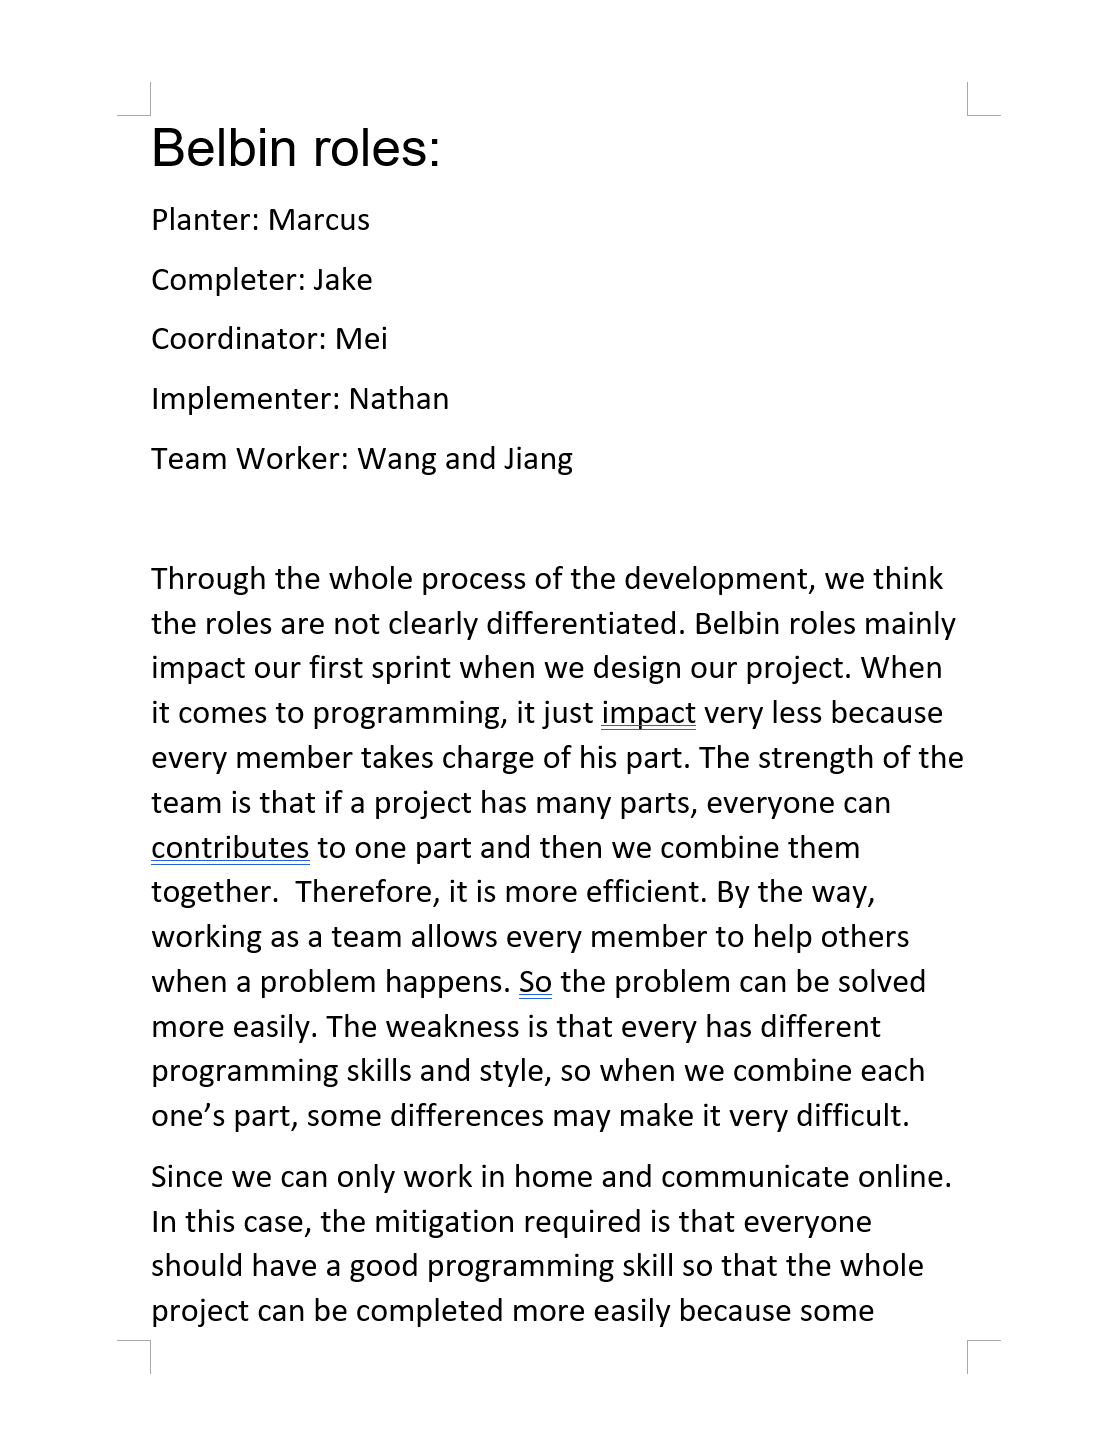 Belbin roles:
Planter: Marcus
Completer: Jake
Coordinator: Mei
Implementer: Nathan
Team Worker: Wang and Jiang
Through the whole process of the development, we think
the roles are not clearly differentiated. Belbin roles mainly
impact our first sprint when we design our project. When
it comes to programming, it just impact very less because
every member takes charge of his part. The strength of the
team is that if a project has many parts, everyone can
contributes to one part and then we combine them
together.  Therefore, it is more efficient. By the way,
working as a team allows every member to help others
when a problem happens. So the problem can be solved
more easily. The weakness is that every has different
programming skills and style, so when we combine each
one’s part, some differences may make it very difficult.
Since we can only work in home and communicate online.
In this case, the mitigation required is that everyone
should have a good programming skill so that the whole
project can be completed more easily because some